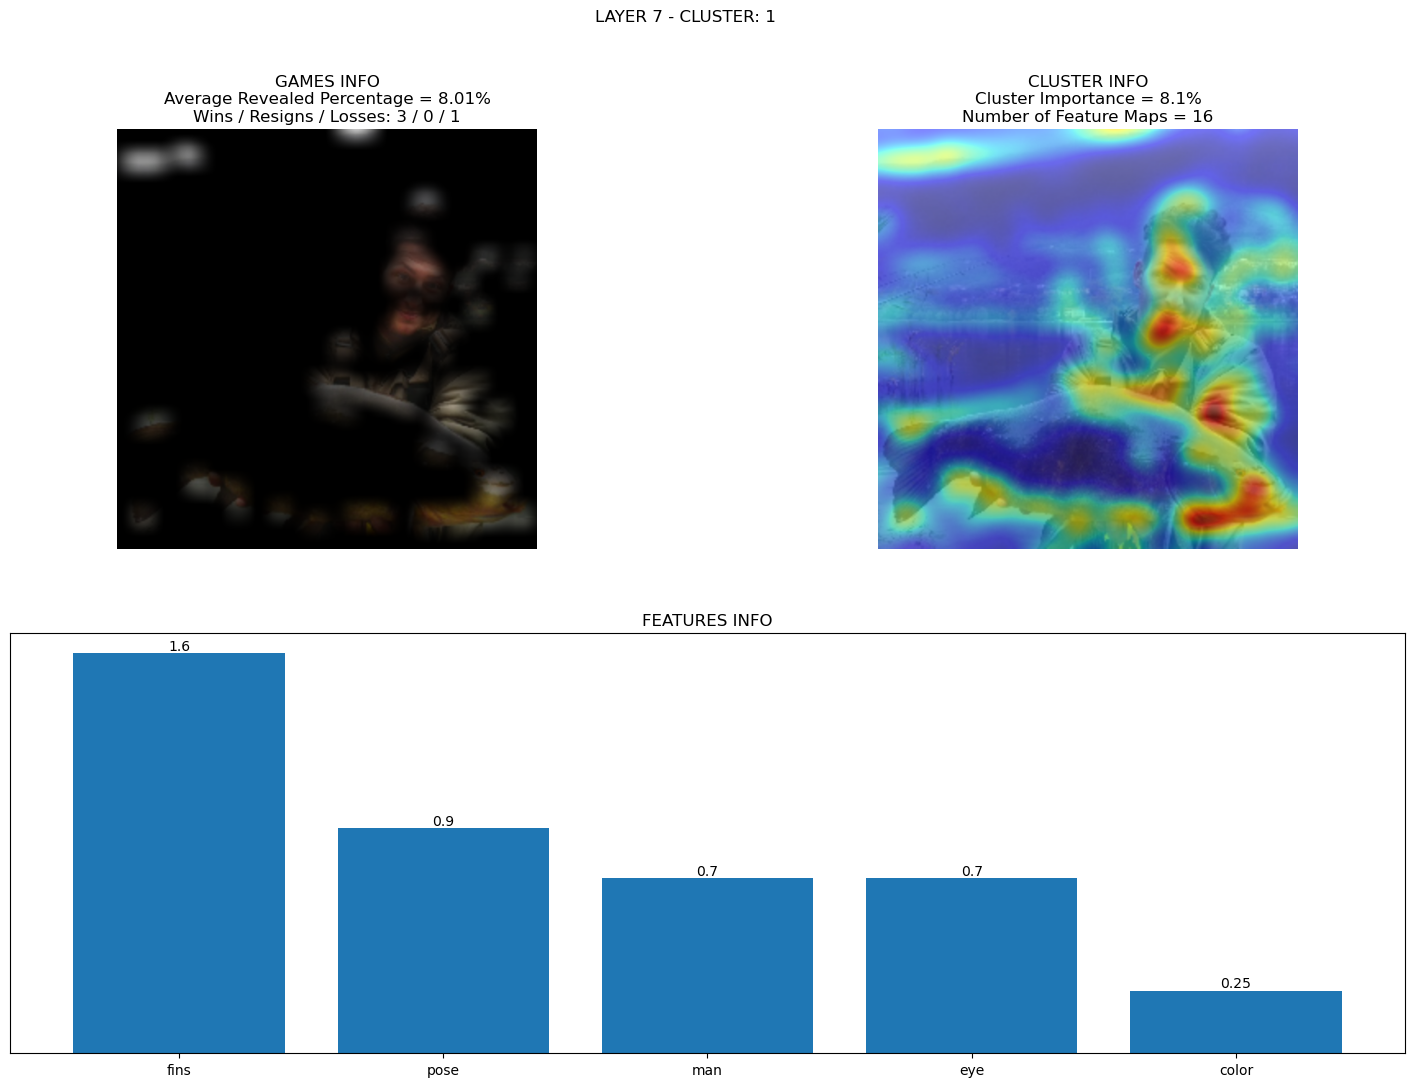 LAYER 7 - CLUSTER: 1
GAMES INFO
Average Revealed Percentage = 8.01%
Wins / Resigns / Losses: 3 / 0 / 1
CLUSTER INFO
Cluster Importance = 8.1%
Number of Feature Maps = 16
FEATURES INFO
1.6
0.9
0.7
0.7
0.25
fins
pose
man
eye
color